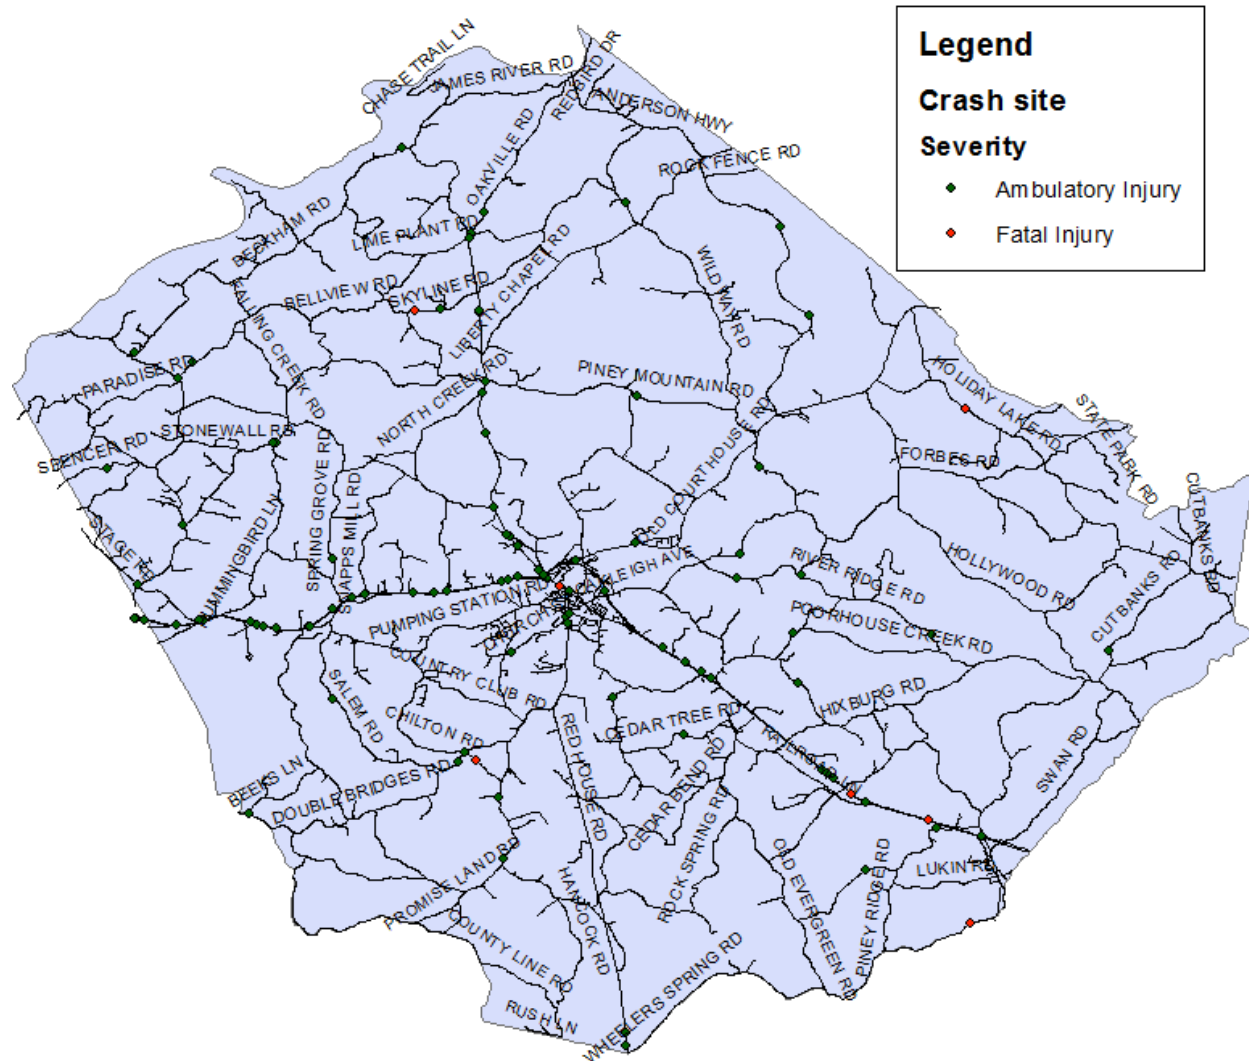 Legend
Crash site
Severity
Ambulatory Injury
Fatal Injury
CHASE TRAIL LN
JAMES RIVER RD
REDBIRD DR
ANDERSON HWY
OAKVILLE RD
ROCK FENCE RD
BECKHAM RD
LIME PLANT RD
BELLVIEW RD
SKYLINE RD
LIBERTY CHAPEL RD
WILDWAY RD
FALLING CREEK RD
PARADISE RD
NORTH CREEK RD
PINEY MOUNTAIN RD
HOLIDAY LAKE RD
STATE PARK RD
STONEWALL RD
SPENCER RD
OLD COURTHOUSE RD
FORBES RD
CUTBANKS RD
SPRING GROVE RD
SNAPPS MILL RD
HUMMINGBIRD LN
STAGE RD
OAKLEIGH AVE
RIVER RIDGE RD
HOLLYWOOD RD
CUTBANKS RD
PUMPING STATION RD
CHURCH ST
POORHOUSE CREEK RD
COUNTRY CLUB RD
SALEM RD
CHILTON RD
HIXBURG RD
CEDAR TREE RD
RED HOUSE RD
RAILROAD LN
SWAN RD
BEEKS LN
DOUBLE BRIDGES RD
CEDAR BEND RD
ROCK SPRING RD
OLD EVERGREEN RD
PINEY RIDGE RD
LUKIN RD
PROMISE LAND RD
HANCOCK RD
COUNTY LINE RD
RUSH LN
WHEELERS SPRING RD